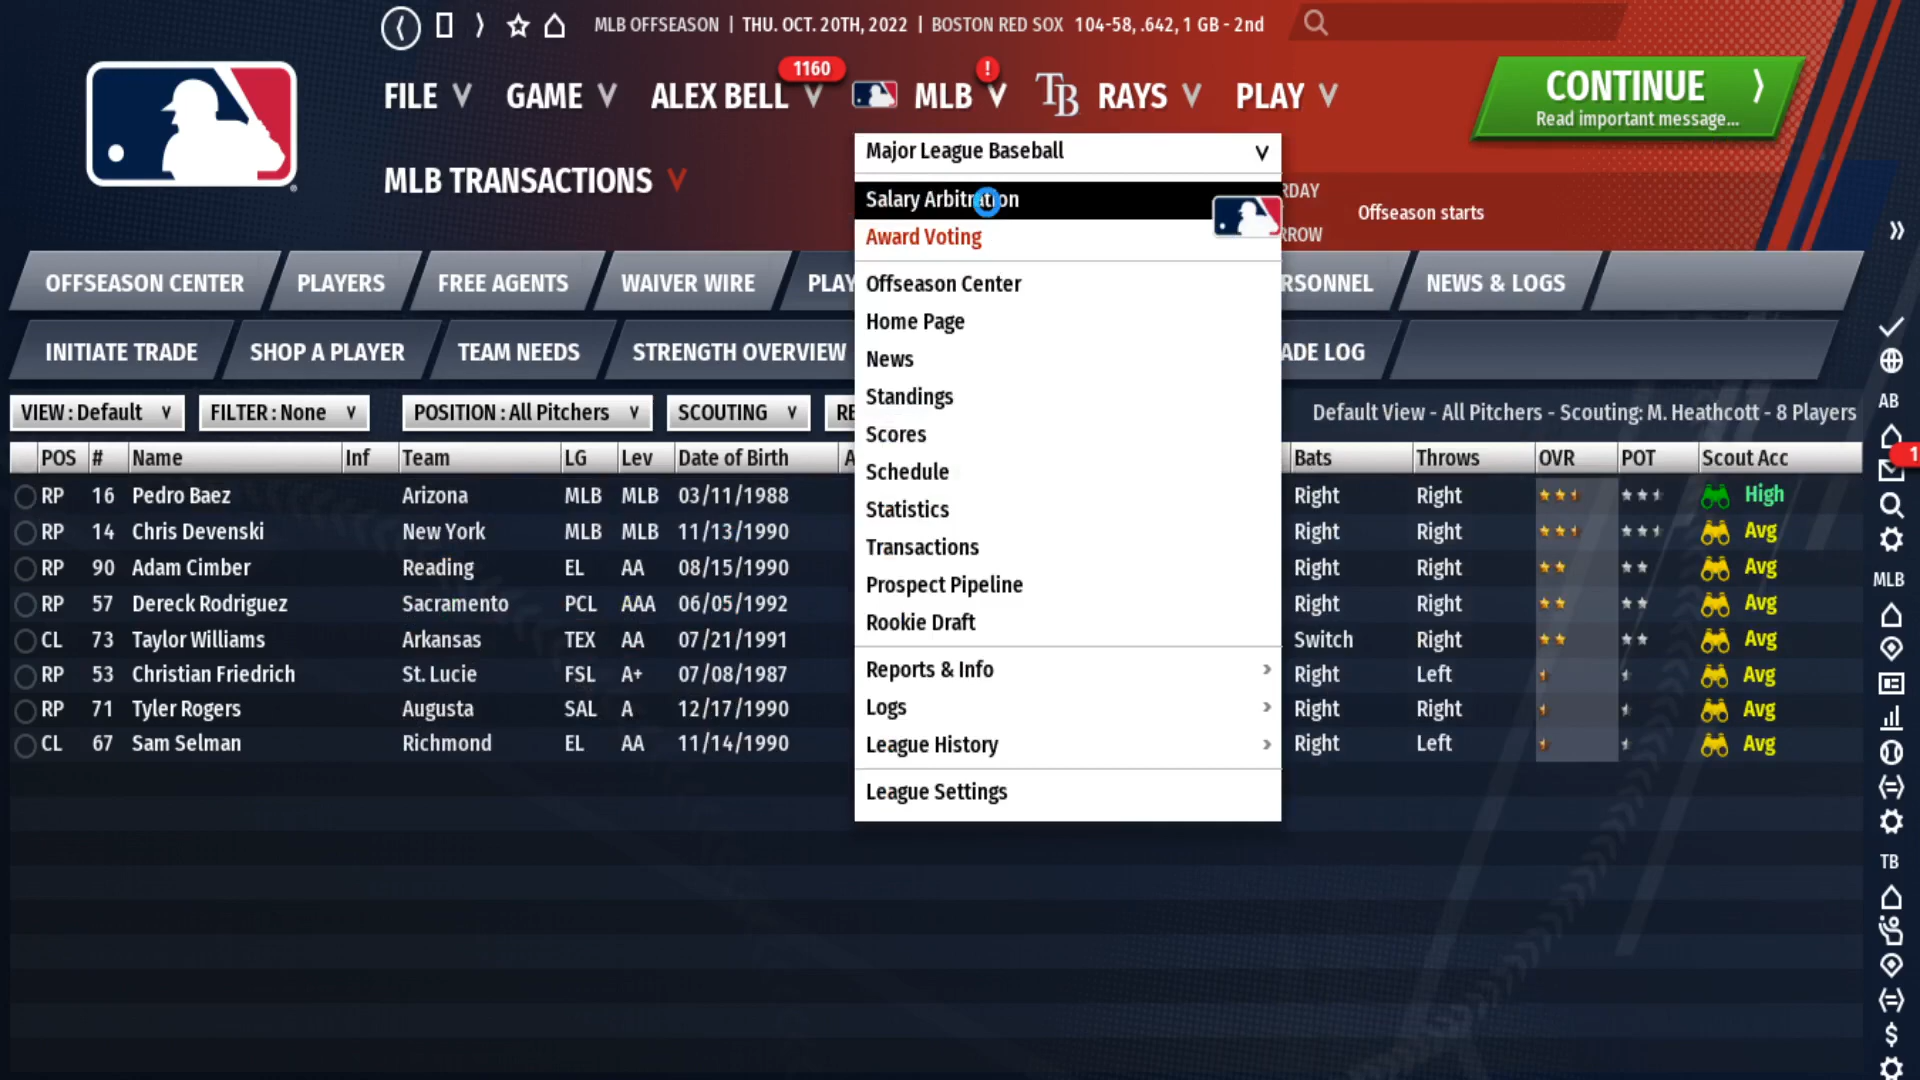 MLB OFFSEASON | THU. OCT. 20TH, 2022 | BOSTON RED SOX 104-58, .642, 1 GB - 2nd
FILE GAME ALEX BELL 1160 MLB ! TB RAYS PLAY
CONTINUE
Read important message...
MLB TRANSACTIONS
Major League Baseball
Salary Arbitration
Award Voting
Offseason Center
Home Page
News
Standings
Scores
Schedule
Statistics
Transactions
Prospect Pipeline
Rookie Draft
Reports & Info
Logs
League History
League Settings
RDAY Offseason starts
RROW
OFFSEASON CENTER PLAYERS FREE AGENTS WAIVER WIRE PLAY RSONNEL NEWS & LOGS
INITIATE TRADE SHOP A PLAYER TEAM NEEDS STRENGTH OVERVIEW ADE LOG
VIEW : Default FILTER : None POSITION : All Pitchers SCOUTING RE Default View - All Pitchers - Scouting: M. Heathcott - 8 Players
POS # Name Inf Team LG Lev Date of Birth A Bats Throws OVR POT Scout Acc
RP 16 Pedro Baez Arizona MLB MLB 03/11/1988 Right Right High
RP 14 Chris Devenski New York MLB MLB 11/13/1990 Right Right Avg
RP 90 Adam Cimber Reading EL AA 08/15/1990 Right Right Avg
RP 57 Dereck Rodriguez Sacramento PCL AAA 06/05/1992 Right Right Avg
CL 73 Taylor Williams Arkansas TEX AA 07/21/1991 Switch Right Avg
RP 53 Christian Friedrich St. Lucie FSL A+ 07/08/1987 Right Left Avg
RP 71 Tyler Rogers Augusta SAL A 12/17/1990 Right Right Avg
CL 67 Sam Selman Richmond EL AA 11/14/1990 Right Left Avg
AB
1
MLB
TB
$